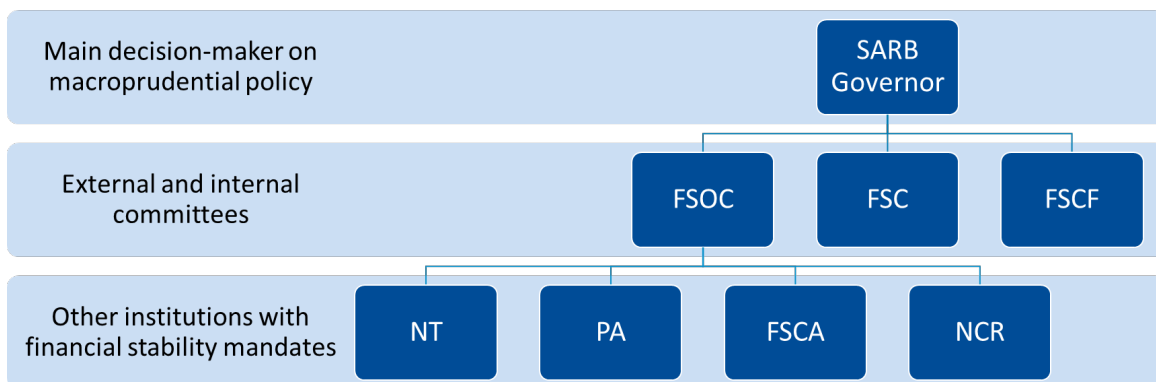 Main decision-maker on
macroprudential policy
SARB
Governor
External and internal
committees
FSOC
FSC
FSCF
Other institutions with
financial stability mandates
NT
PA
FSCA
NCR